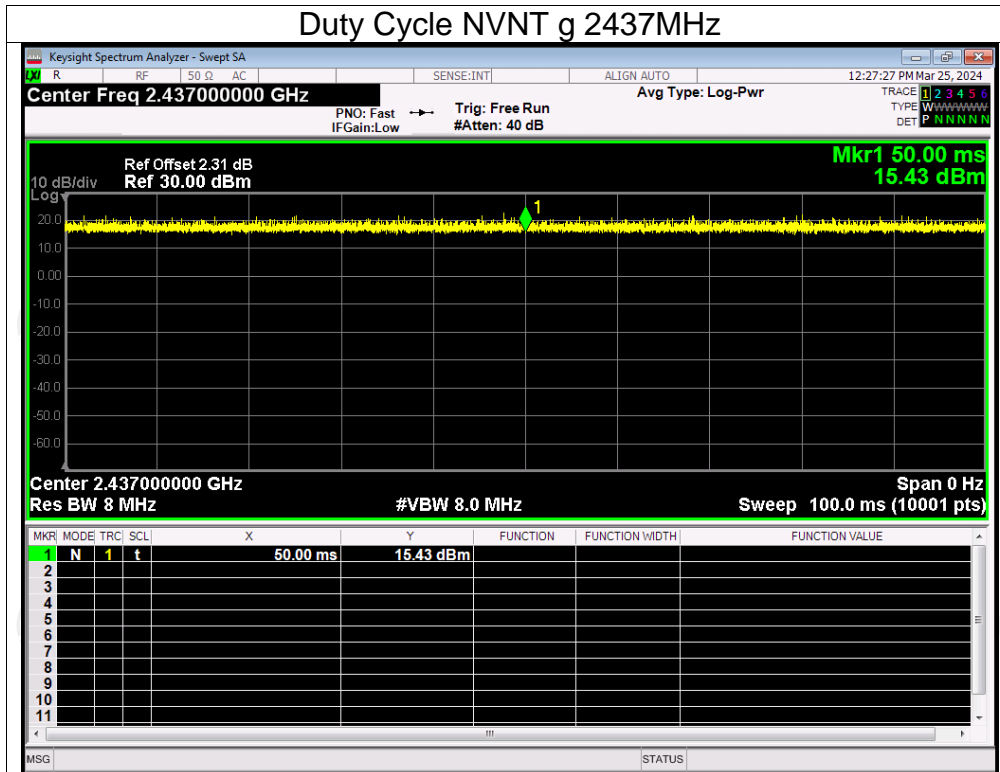 Duty Cycle NVNT g 2437MHz
Keysight Spectrum Analyzer - Swept SA
LXI R RF 50 Ω AC SENSE:INT ALIGN AUTO 12:27:27 PM Mar 25, 2024
Center Freq 2.437000000 GHz Avg Type: Log-Pwr TRACE 1 2 3 4 5 6
PNO: Fast Trig: Free Run TYPE WWWWWW
IFGain:Low #Atten: 40 dB DET P N N N N N
Mkr1 50.00 ms
Ref Offset 2.31 dB 15.43 dBm
10 dB/div Ref 30.00 dBm
Log
1
20.0
10.0
0.00
-10.0
-20.0
-30.0
-40.0
-50.0
-60.0
Center 2.437000000 GHz Span 0 Hz
Res BW 8 MHz #VBW 8.0 MHz Sweep 100.0 ms (10001 pts)
MKR MODE TRC SCL X Y FUNCTION FUNCTION WIDTH FUNCTION VALUE
1 N 1 t 50.00 ms 15.43 dBm
2
3
4
5
6
7
8
9
10
11
MSG STATUS